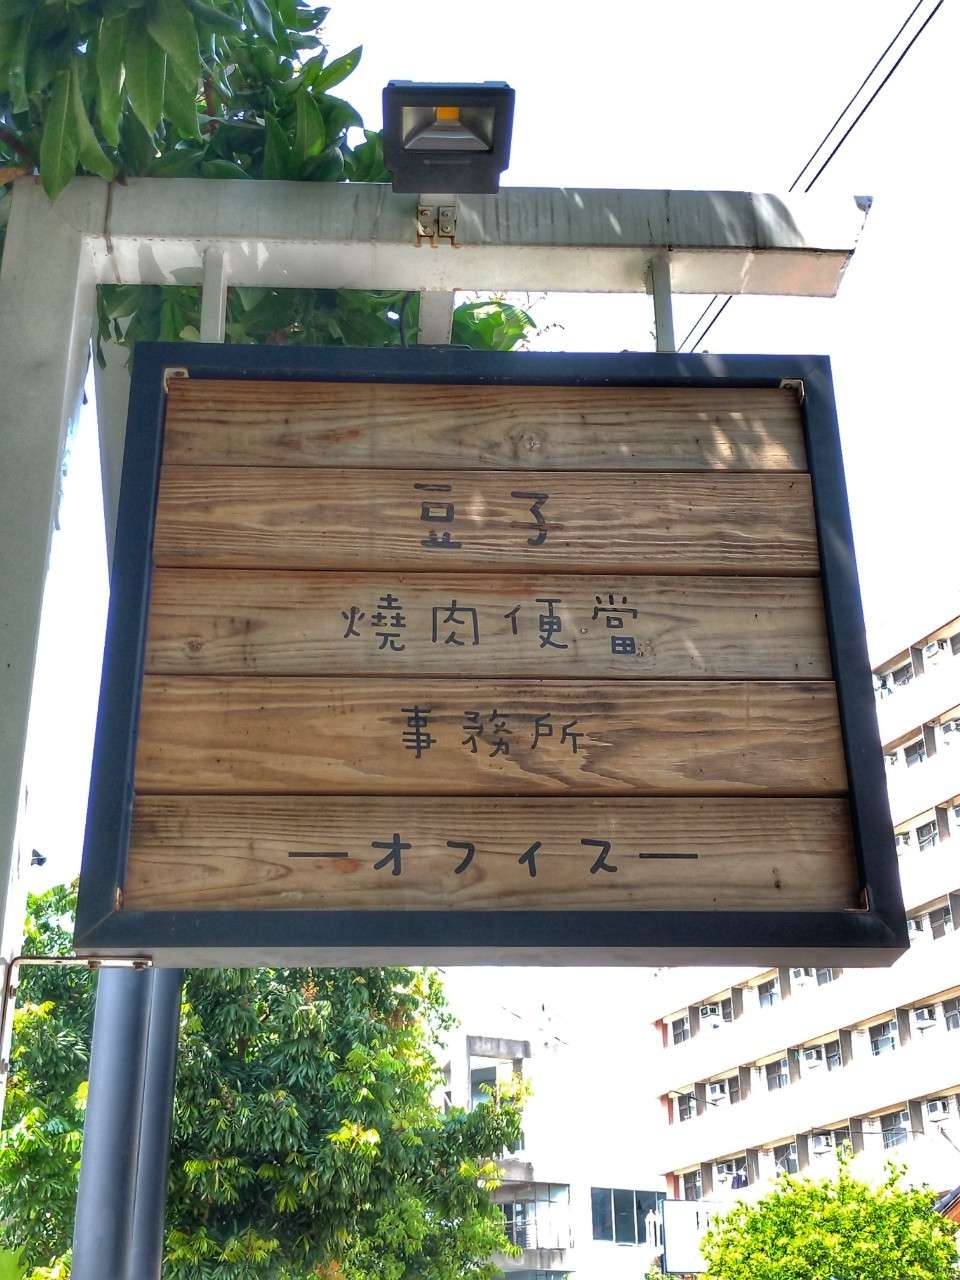 豆子
燒肉便當
事務所
—オフィス—